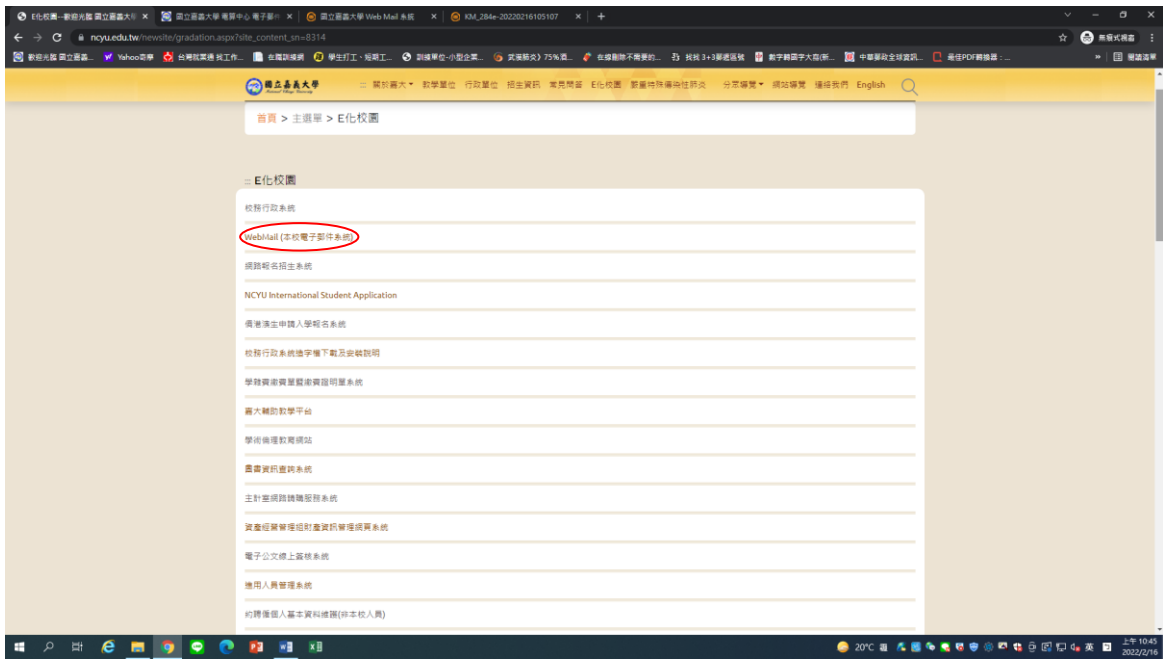 E化校園--歡迎光臨 國立嘉義大學
國立嘉義大學 電算中心 電子郵件
國立嘉義大學 Web Mail 系統
KM_284e-20220216105107
ncyu.edu.tw/newsite/gradation.aspx?site_content_sn=8314
無痕式視窗
歡迎光臨 國立嘉義...
Yahoo奇摩
台灣就業通 找工作...
在職訓練網
學生打工、短期工...
訓練單位-小型企業...
武漢肺炎) 75%酒...
在線刪除不需要的...
找找 3+3郵遞區號
數字轉國字大寫(新...
中華郵政全球資訊...
最佳PDF轉換器 : ...
»
閱讀清單
國立嘉義大學
National Chiayi University
::: 關於嘉大 教學單位 行政單位 招生資訊 常見問答 E化校園 嚴重特殊傳染性肺炎 分眾導覽 網站導覽 連絡我們 English
首頁 > 主選單 > E化校園
::: E化校園
校務行政系統
WebMail (本校電子郵件系統)
網路報名招生系統
NCYU International Student Application
僑港澳生申請入學報名系統
校務行政系統造字檔下載及安裝說明
學雜費繳費單暨繳費證明單系統
嘉大輔助教學平台
學術倫理教育網站
圖書資訊查詢系統
主計室網路請購服務系統
資產經營管理組財產資訊管理網頁系統
電子公文線上簽核系統
進用人員管理系統
約聘僱個人基本資料維護(非本校人員)
20°C
英
上午 10:45
2022/2/16